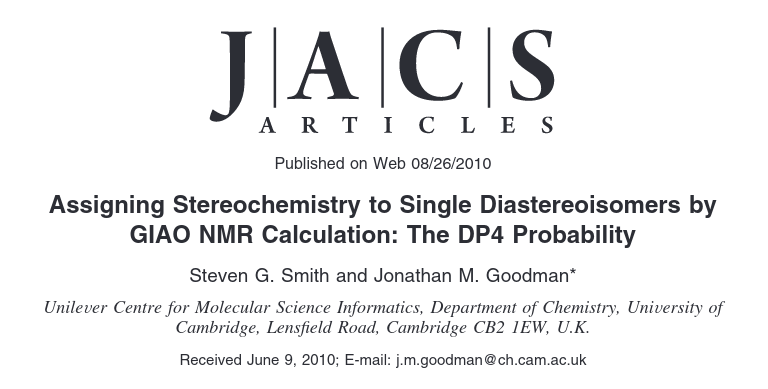 J|A|C|S
ARTICLES
Published on Web 08/26/2010
Assigning Stereochemistry to Single Diastereoisomers by
GIAO NMR Calculation: The DP4 Probability
Steven G. Smith and Jonathan M. Goodman*
Unilever Centre for Molecular Science Informatics, Department of Chemistry, University of
Cambridge, Lensfield Road, Cambridge CB2 1EW, U.K.
Received June 9, 2010; E-mail: j.m.goodman@ch.cam.ac.uk